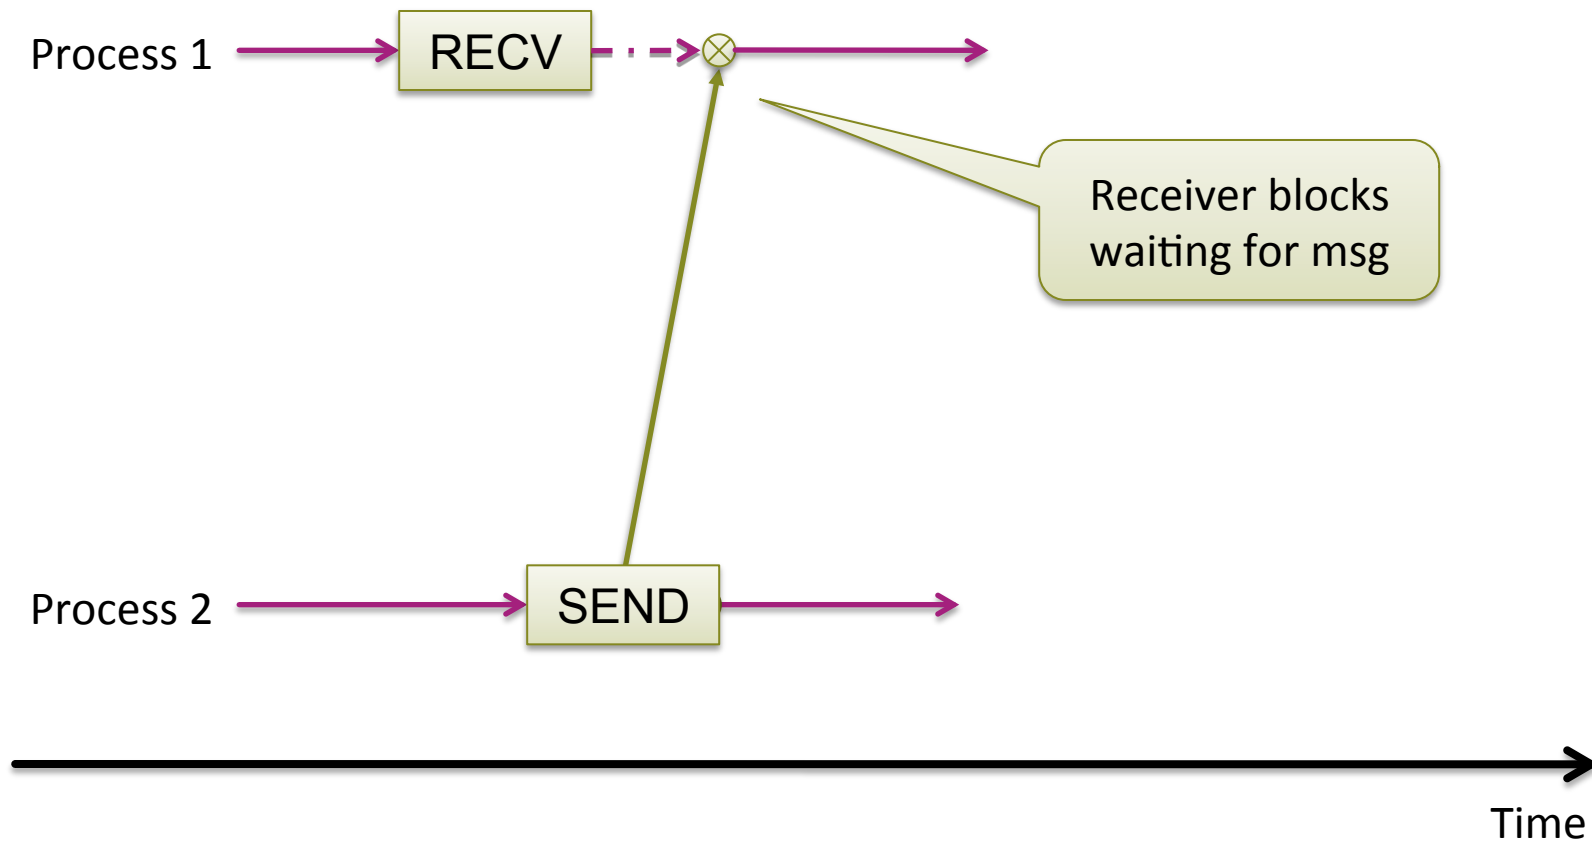 Process 1
RECV
Receiver blocks
waiting for msg
Process 2
SEND
Time